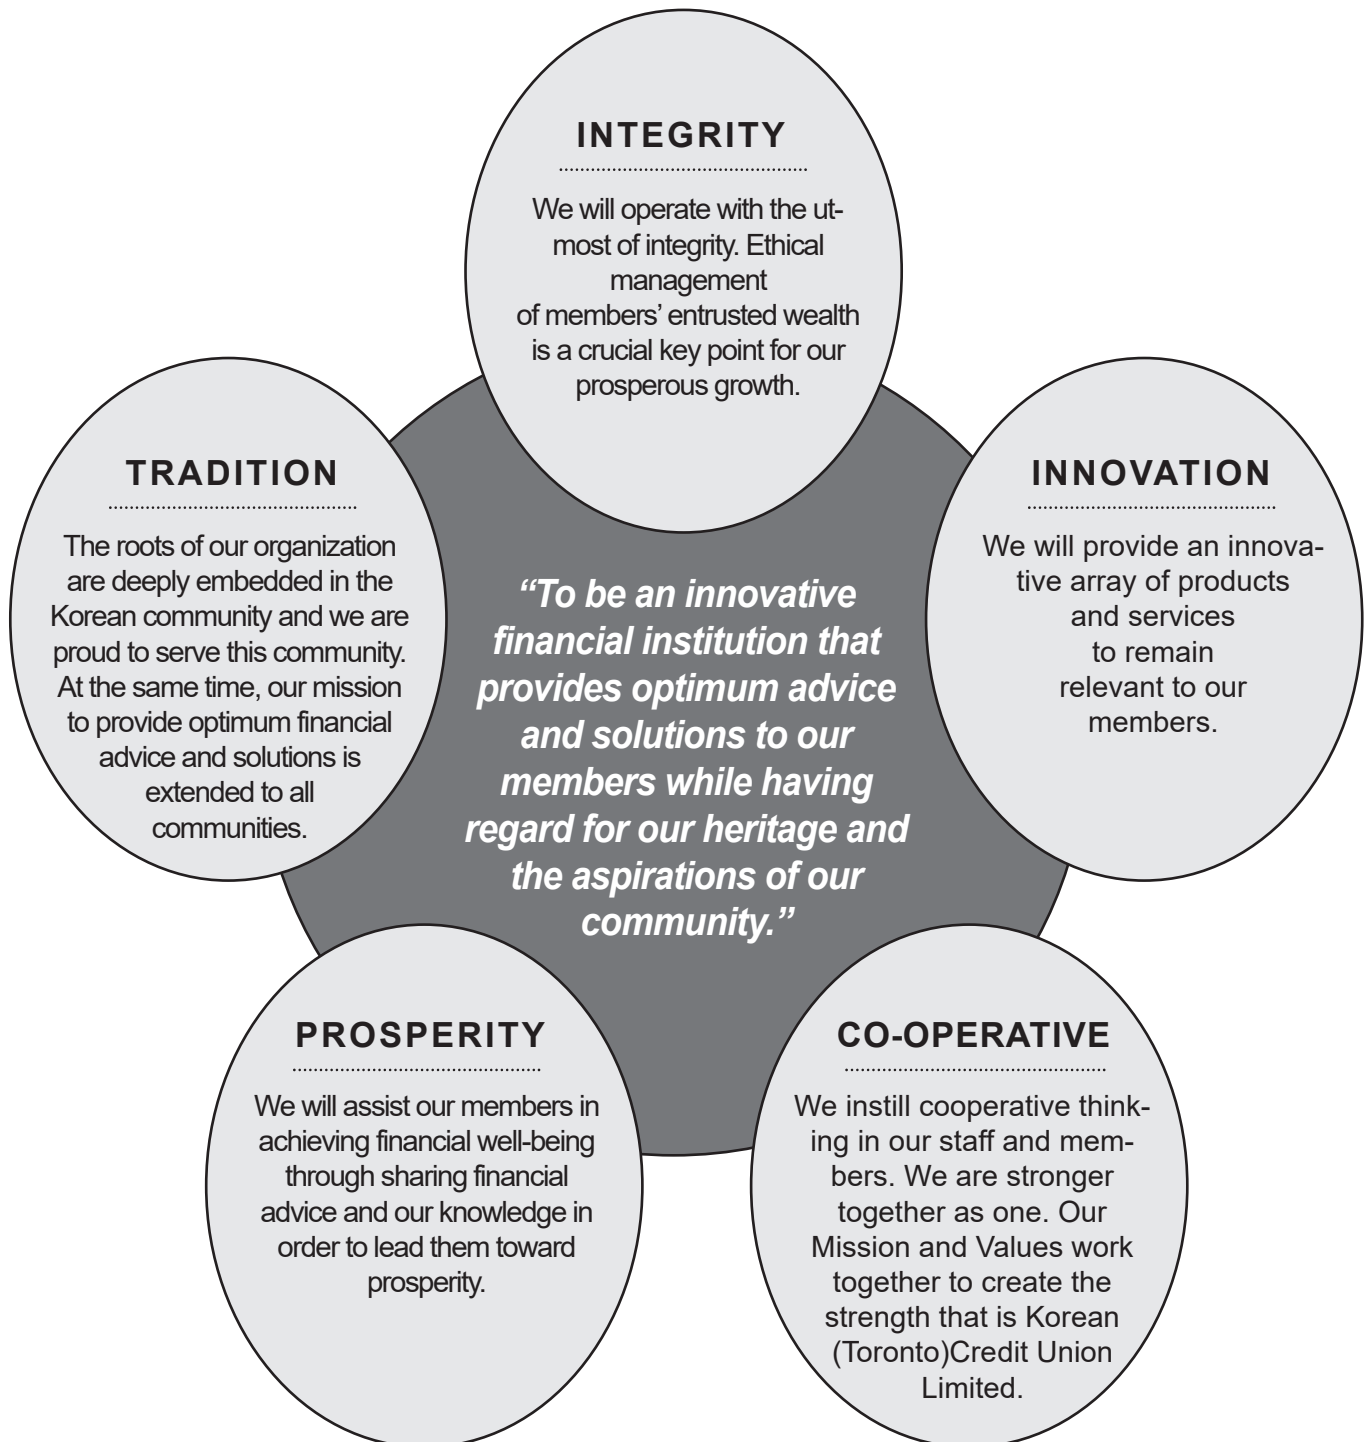 INTEGRITY
We will operate with the ut-
most of integrity. Ethical
management
of members’ entrusted wealth
is a crucial key point for our
prosperous growth.
TRADITION
The roots of our organization
are deeply embedded in the
Korean community and we are
proud to serve this community.
At the same time, our mission
to provide optimum financial
advice and solutions is
extended to all
communities.
INNOVATION
We will provide an innova-
tive array of products
and services
to remain
relevant to our
members.
“To be an innovative
financial institution that
provides optimum advice
and solutions to our
members while having
regard for our heritage and
the aspirations of our
community.”
PROSPERITY
We will assist our members in
achieving financial well-being
through sharing financial
advice and our knowledge in
order to lead them toward
prosperity.
CO-OPERATIVE
We instill cooperative think-
ing in our staff and mem-
bers. We are stronger
together as one. Our
Mission and Values work
together to create the
strength that is Korean
(Toronto)Credit Union
Limited.